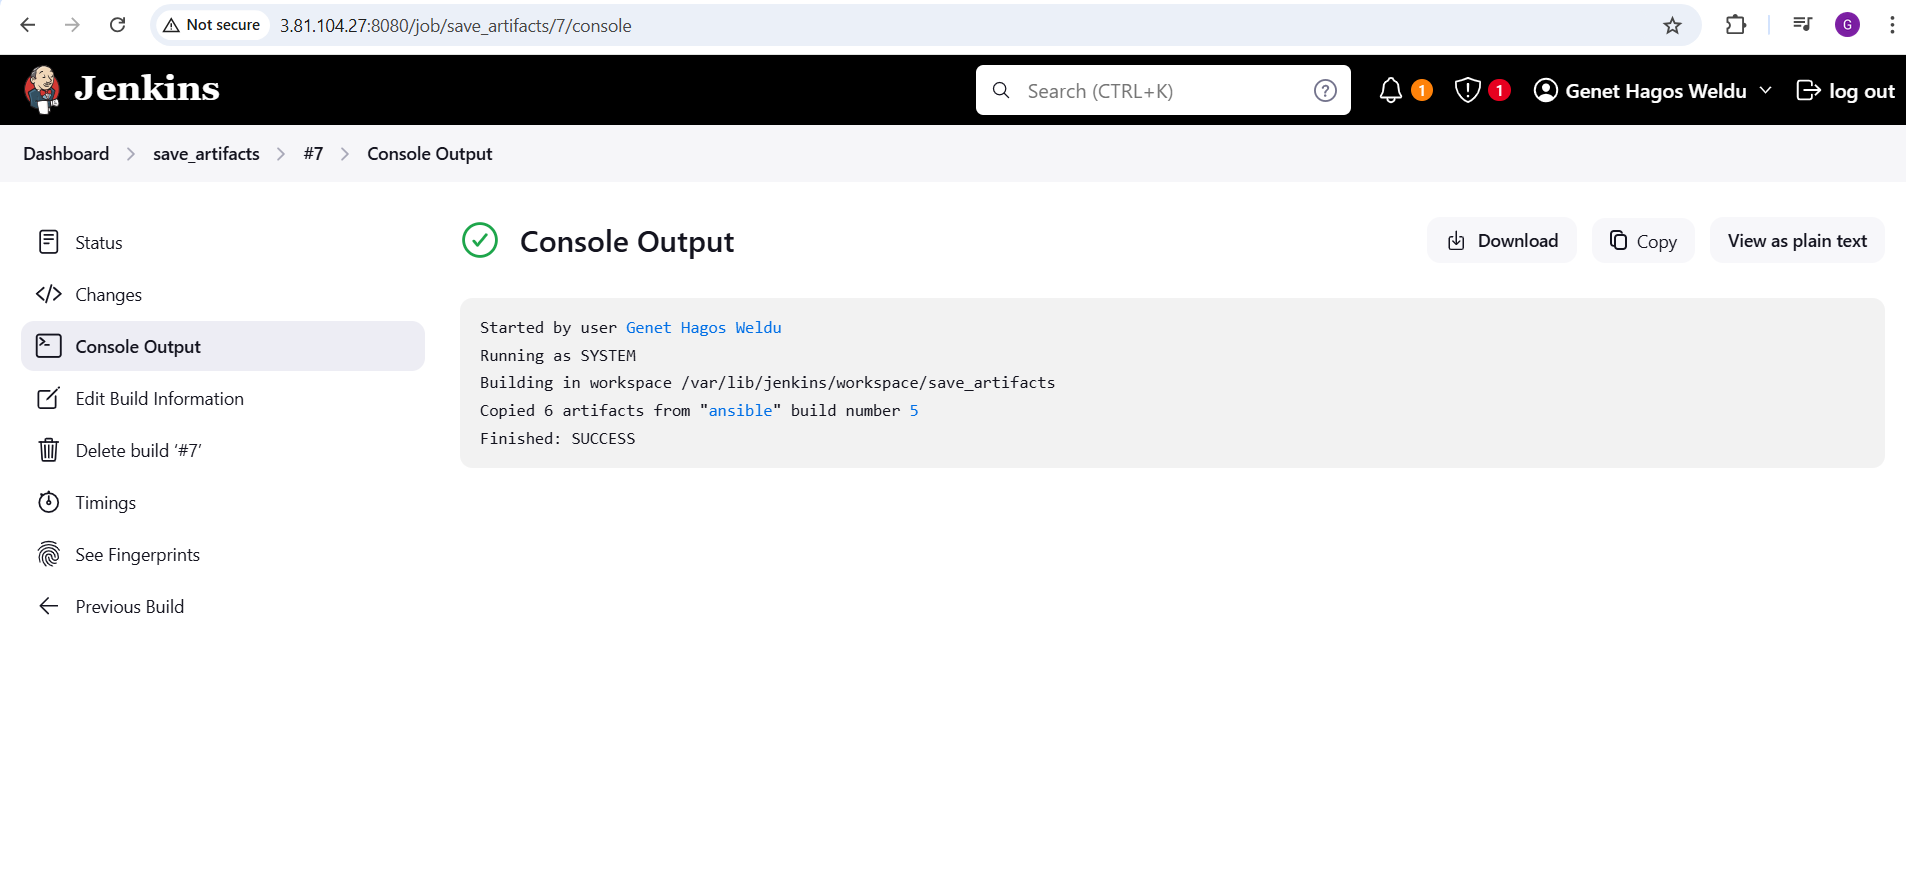 Not secure 3.81.104.27:8080/job/save_artifacts/7/console G
Jenkins Search (CTRL+K) ? 1 1 Genet Hagos Weldu log out
Dashboard save_artifacts #7 Console Output
Status
Changes
Console Output
Edit Build Information
Delete build ‘#7’
Timings
See Fingerprints
Previous Build
Console Output Download Copy View as plain text
Started by user Genet Hagos Weldu
Running as SYSTEM
Building in workspace /var/lib/jenkins/workspace/save_artifacts
Copied 6 artifacts from "ansible" build number 5
Finished: SUCCESS